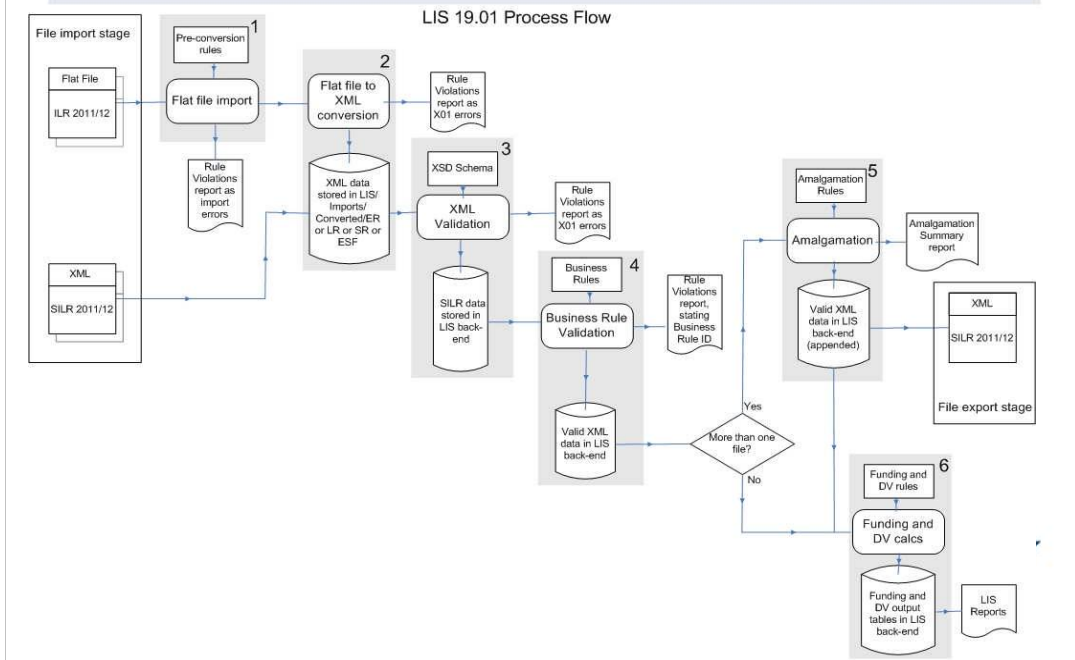 LIS 19.01 Process Flow
File import stage
Flat File
ILR 2011/12
XML
SILR 2011/12
1
Pre-conversion
rules
Flat file import
Rule
Violations
report as
import
errors
2
Flat file to
XML
conversion
Rule
Violations
report as
X01 errors
XML data
stored in LIS/
Imports/
Converted/ER
or LR or SR or
ESF
3
XSD Schema
XML
Validation
Rule
Violations
report as
X01 errors
SILR data
stored in
LIS back-
end
4
Business
Rules
Business Rule
Validation
Rule
Violations
report,
stating
Business
Rule ID
Valid XML
data in LIS
back-end
More than one
file?
Yes
No
5
Amalgamation
Rules
Amalgamation
Amalgamation
Summary
report
Valid XML
data in LIS
back-end
(appended)
XML
SILR 2011/12
File export stage
6
Funding and
DV rules
Funding and
DV calcs
Funding and
DV output
tables in LIS
back-end
LIS
Reports